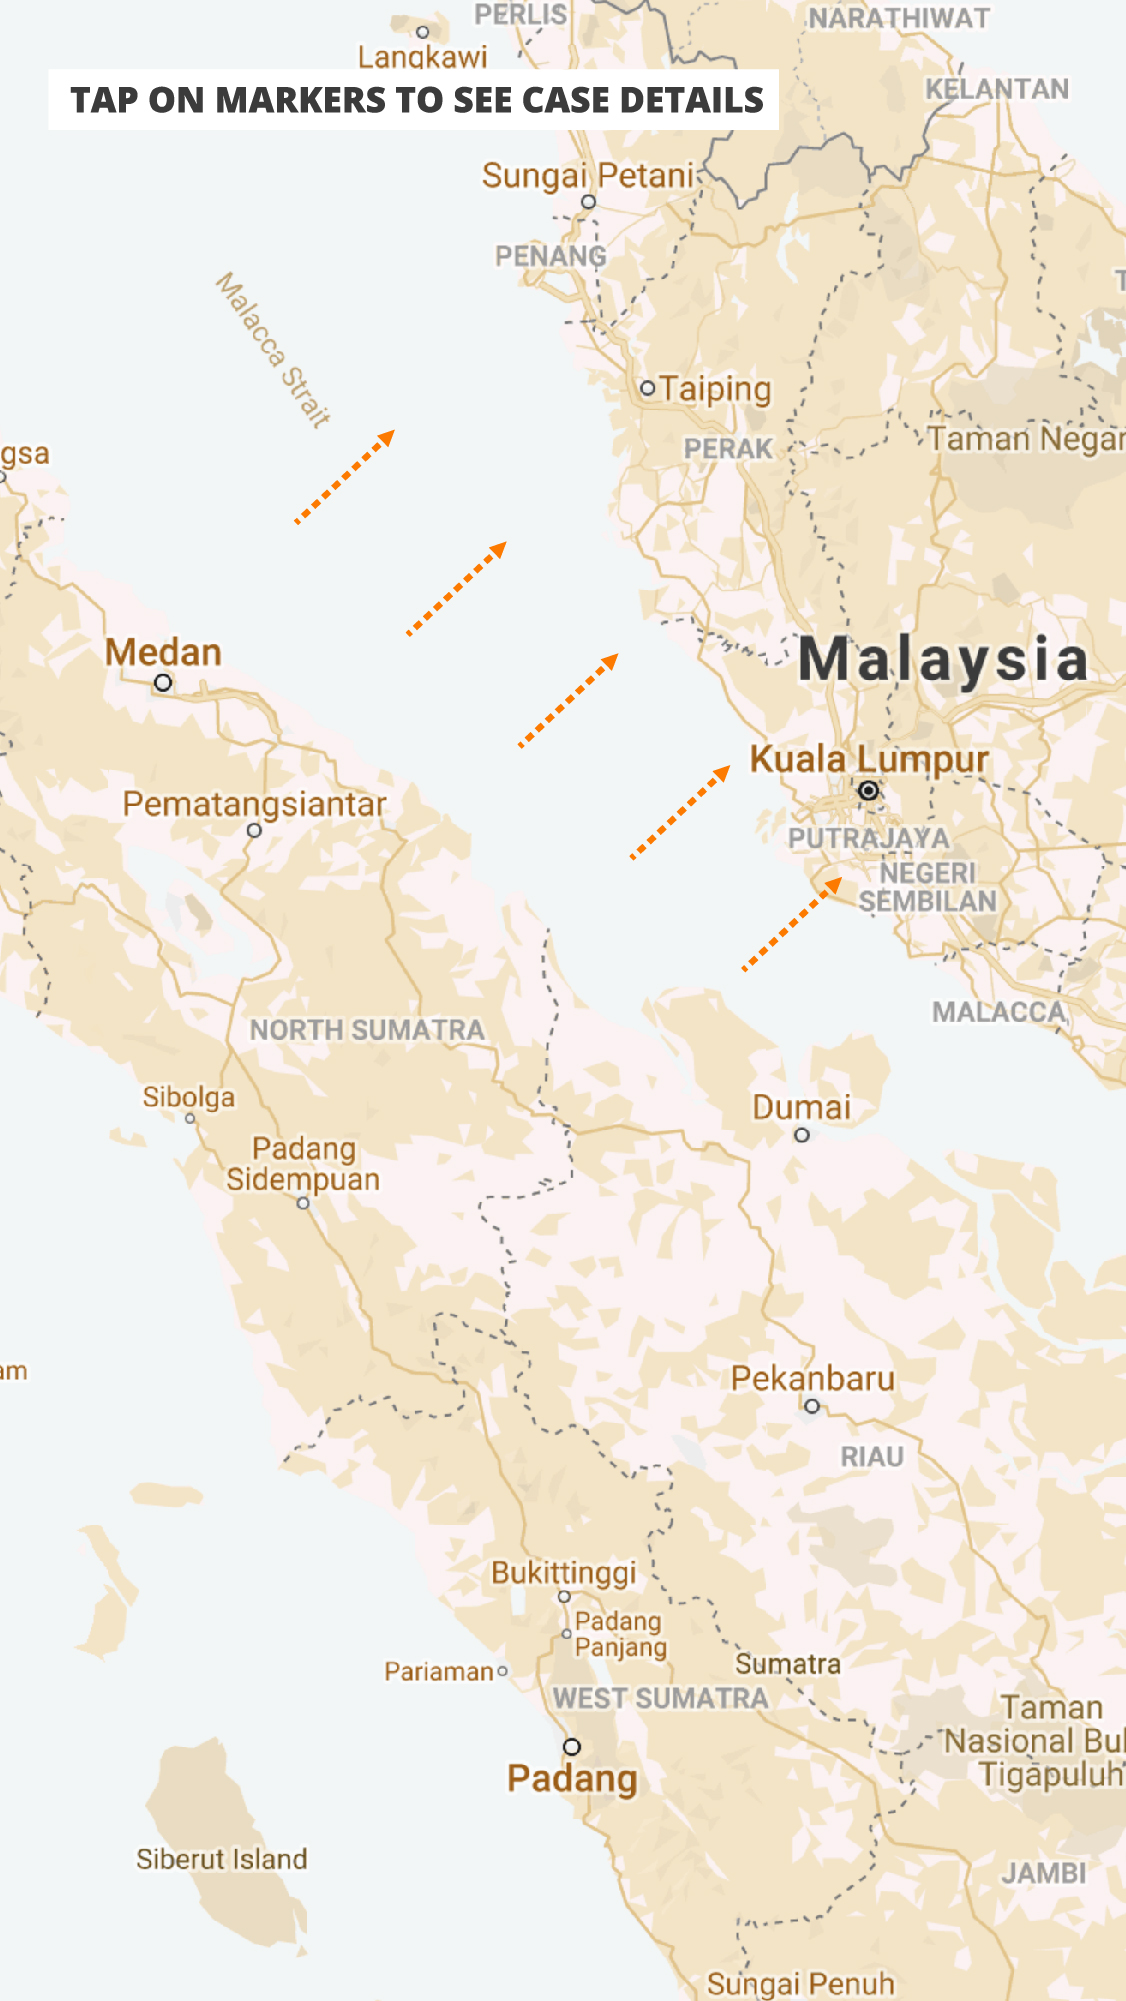 PERLIS
NARATHIWAT
Langkawi
KELANTAN
TAP ON MARKERS TO SEE CASE DETAILS
Sungai Petani
PENANG
Malacca Strait
Taiping
PERAK
Taman Negar
gsa
Medan
Malaysia
Kuala Lumpur
Pematangsiantar
PUTRAJAYA
NEGERI
SEMBILAN
MALACCA
NORTH SUMATRA
Sibolga
Dumai
Padang
Sidempuan
am
Pekanbaru
RIAU
Bukittinggi
Padang
Panjang
Pariaman
Sumatra
WEST SUMATRA
Taman
Nasional Bul
Tigapuluh
Padang
Siberut Island
JAMBI
Sungai Penuh